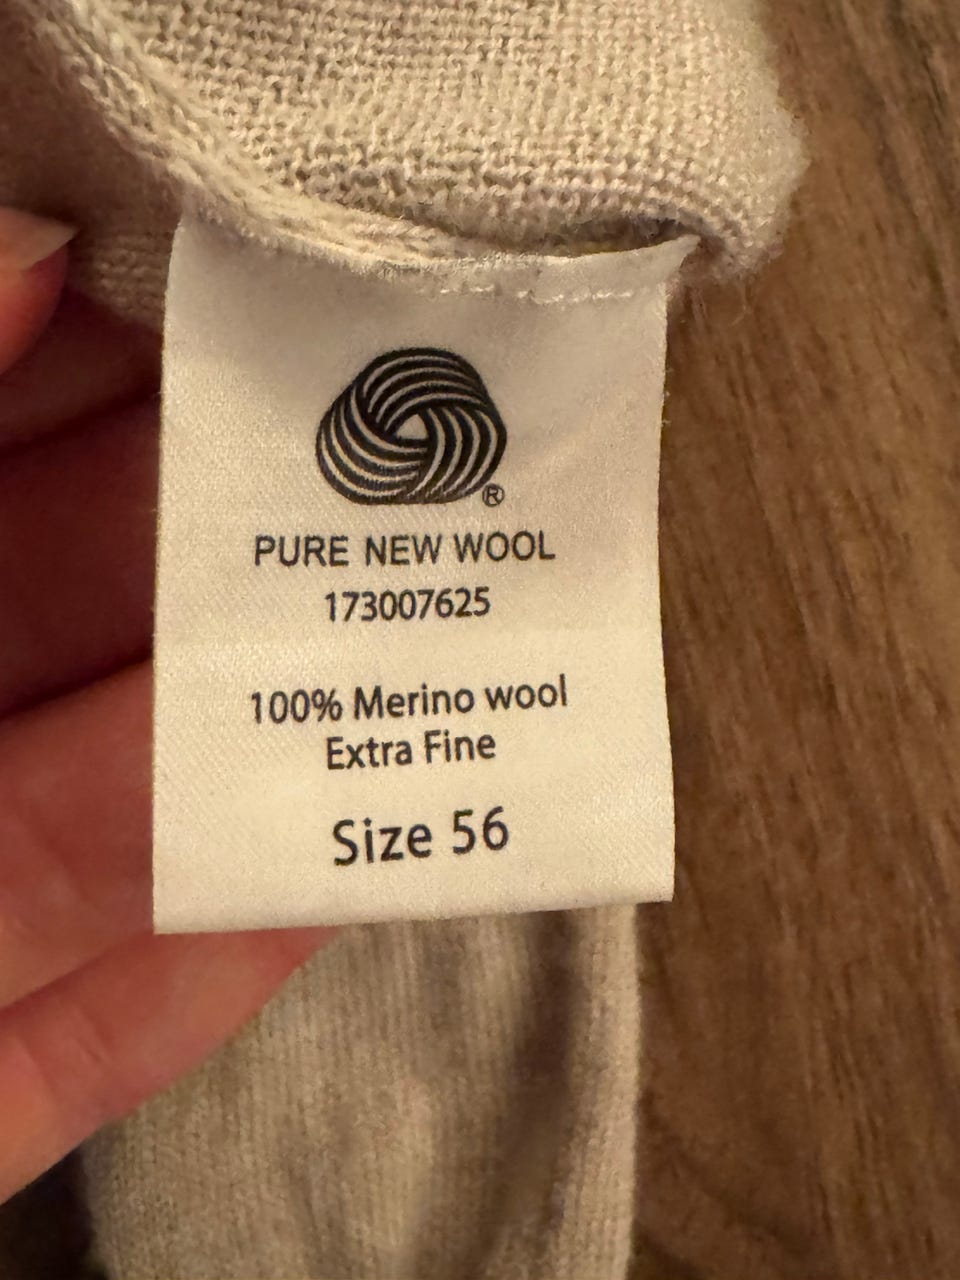 ®
PURE NEW WOOL
173007625
100% Merino wool
Extra Fine
Size 56